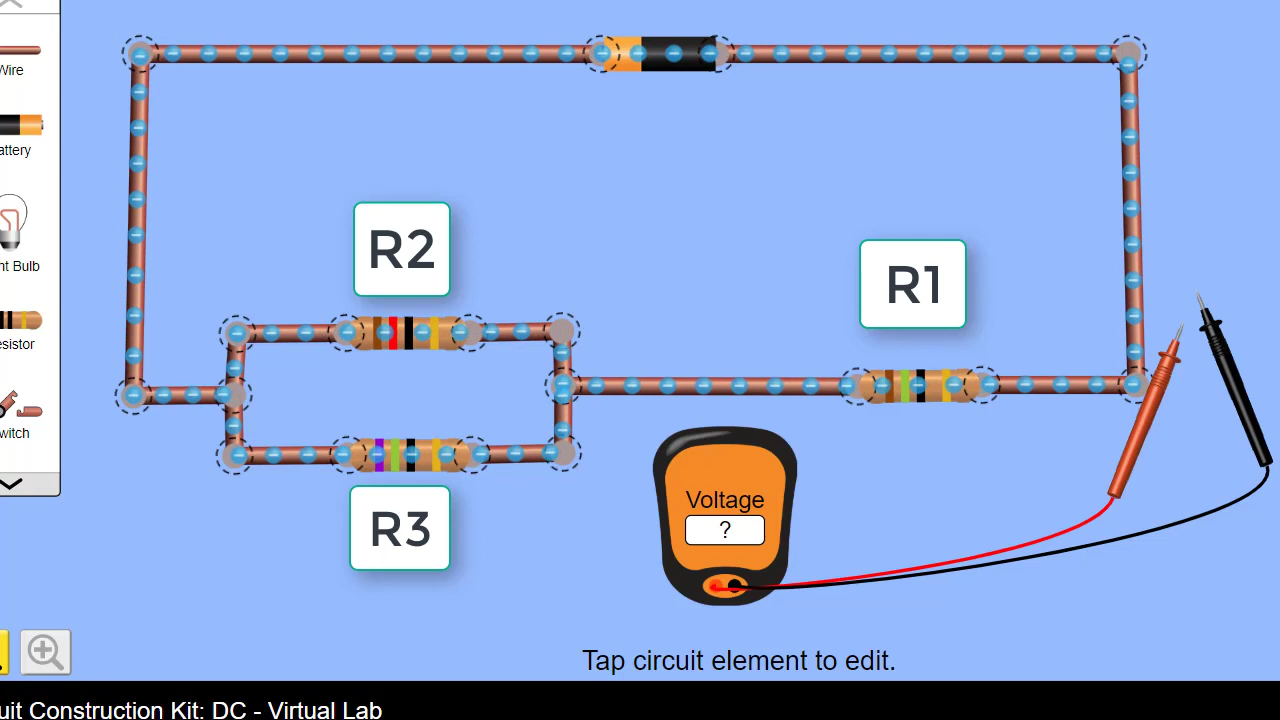 Wire
attery
nt Bulb
esistor
witch
R2
R1
R3
Voltage
?
Tap circuit element to edit.
uit Construction Kit: DC - Virtual Lab